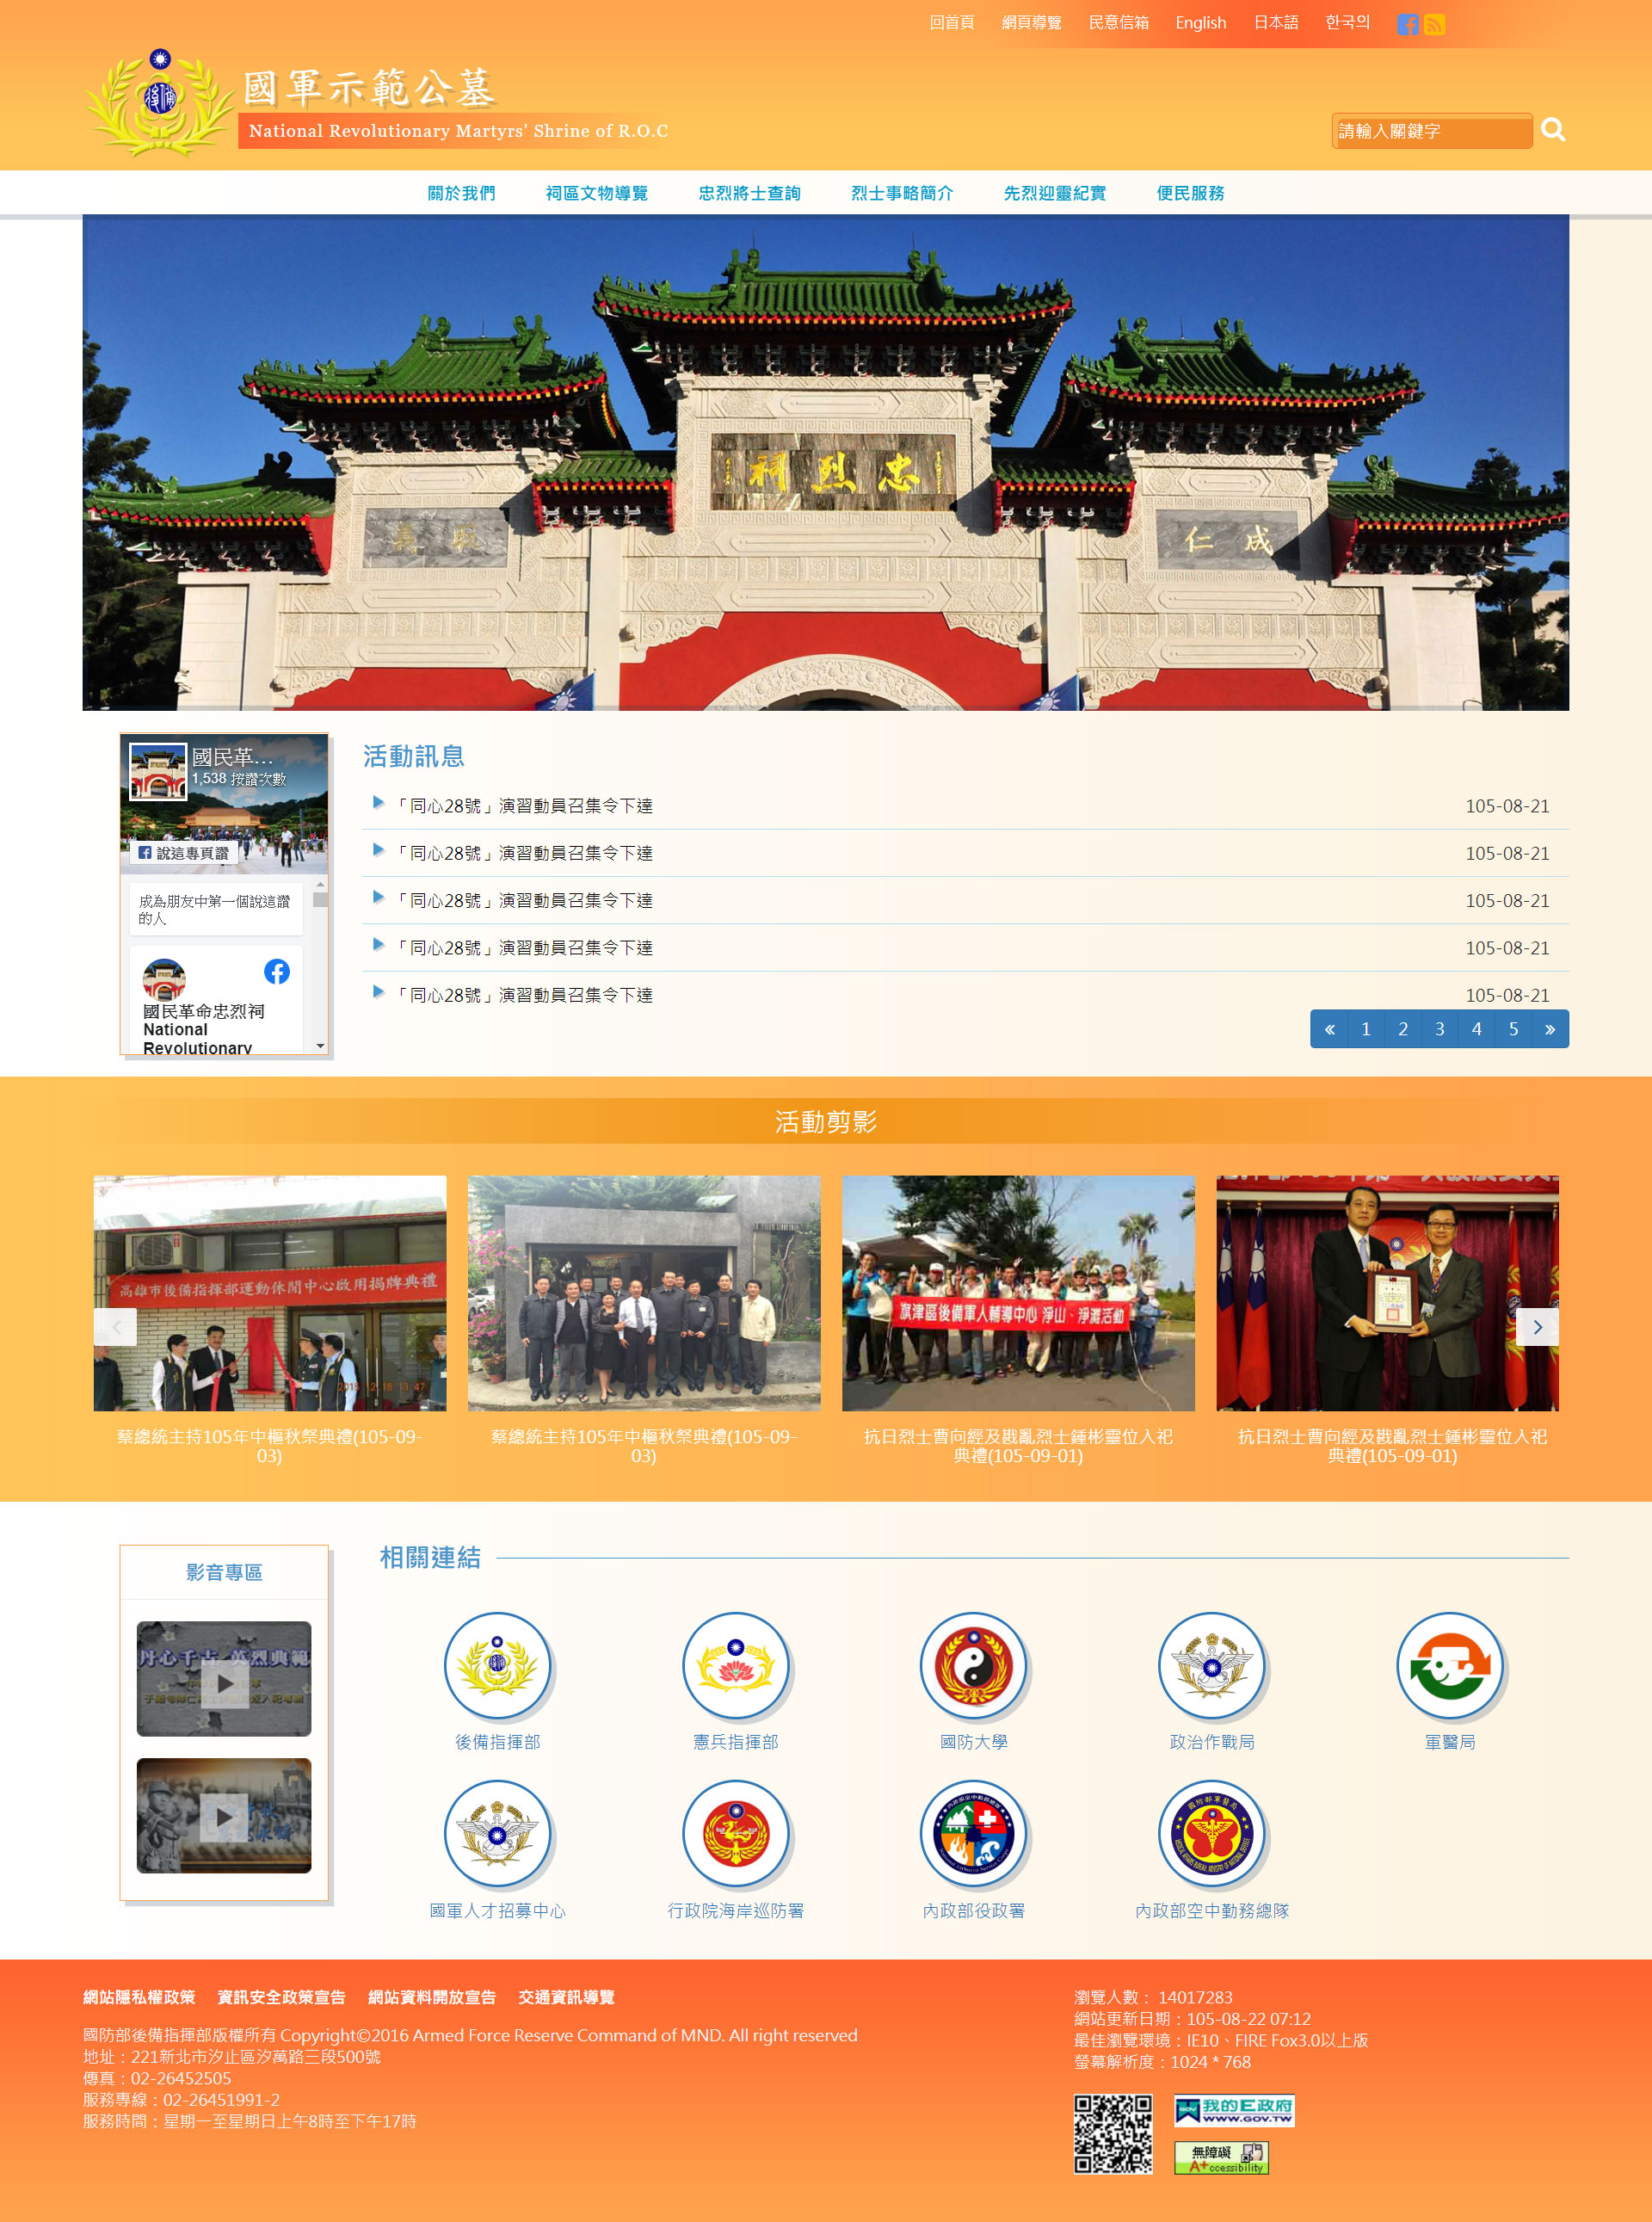 回首頁 網頁導覽 民意信箱 English 日本語 한국의
後備
國軍示範公墓
National Revolutionary Martyrs' Shrine of R.O.C
請輸入關鍵字
關於我們 祠區文物導覽 忠烈將士查詢 烈士事略簡介 先烈迎靈紀實 便民服務
祠烈忠
義取
仁成
國民革...
1,538 按讚次數
說這專頁讚
成為朋友中第一個說這讚
的人
國民革命忠烈祠
National
Revolutionary
活動訊息
「同心28號」演習動員召集令下達 105-08-21
「同心28號」演習動員召集令下達 105-08-21
「同心28號」演習動員召集令下達 105-08-21
「同心28號」演習動員召集令下達 105-08-21
「同心28號」演習動員召集令下達 105-08-21
« 1 2 3 4 5 »
活動剪影
高雄市後備指揮部運動休閒中心啟用揭牌典禮
旗津區後備軍人輔導中心 淨山、淨灘活動
蔡總統主持105年中樞秋祭典禮(105-09-
03)
蔡總統主持105年中樞秋祭典禮(105-09-
03)
抗日烈士曹向經及戡亂烈士鍾彬靈位入祀
典禮(105-09-01)
抗日烈士曹向經及戡亂烈士鍾彬靈位入祀
典禮(105-09-01)
影音專區
丹心千古 英烈典範
相關連結
後備指揮部 憲兵指揮部 國防大學 政治作戰局 軍醫局
國防部軍醫局
MEDICAL AFFAIRS BUREAU, MINISTRY OF NATIONAL DEFENSE
國軍人才招募中心 行政院海岸巡防署 內政部役政署 內政部空中勤務總隊
網站隱私權政策 資訊安全政策宣告 網站資料開放宣告 交通資訊導覽
國防部後備指揮部版權所有 Copyright©2016 Armed Force Reserve Command of MND. All right reserved
地址：221新北市汐止區汐萬路三段500號
傳真：02-26452505
服務專線：02-26451991-2
服務時間：星期一至星期日上午8時至下午17時
瀏覽人數： 14017283
網站更新日期：105-08-22 07:12
最佳瀏覽環境：IE10、FIRE Fox3.0以上版
螢幕解析度：1024 * 768
我的E政府
WWW.GOV.TW
無障礙
A+ccessibility